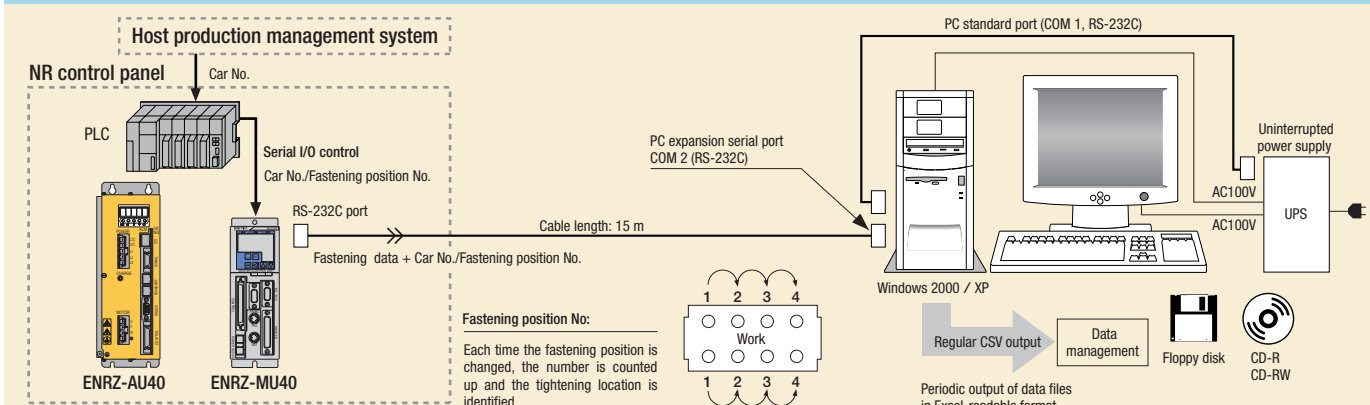 Host production management system
NR control panel
Car No.
PLC
Serial I/O control
Car No./Fastening position No.
RS-232C port
ENRZ-AU40
ENRZ-MU40
Cable length: 15 m
Fastening data + Car No./Fastening position No.
Fastening position No:
Each time the fastening position is
changed, the number is counted
up and the tightening location is
identified
1 2 3 4
Work
1 2 3 4
PC standard port (COM 1, RS-232C)
PC expansion serial port
COM 2 (RS-232C)
Windows 2000 / XP
Uninterrupted
power supply
AC100V
AC100V
UPS
Regular CSV output
Data
management
Floppy disk
CD-R
CD-RW
Periodic output of data files
in Excel-readable format